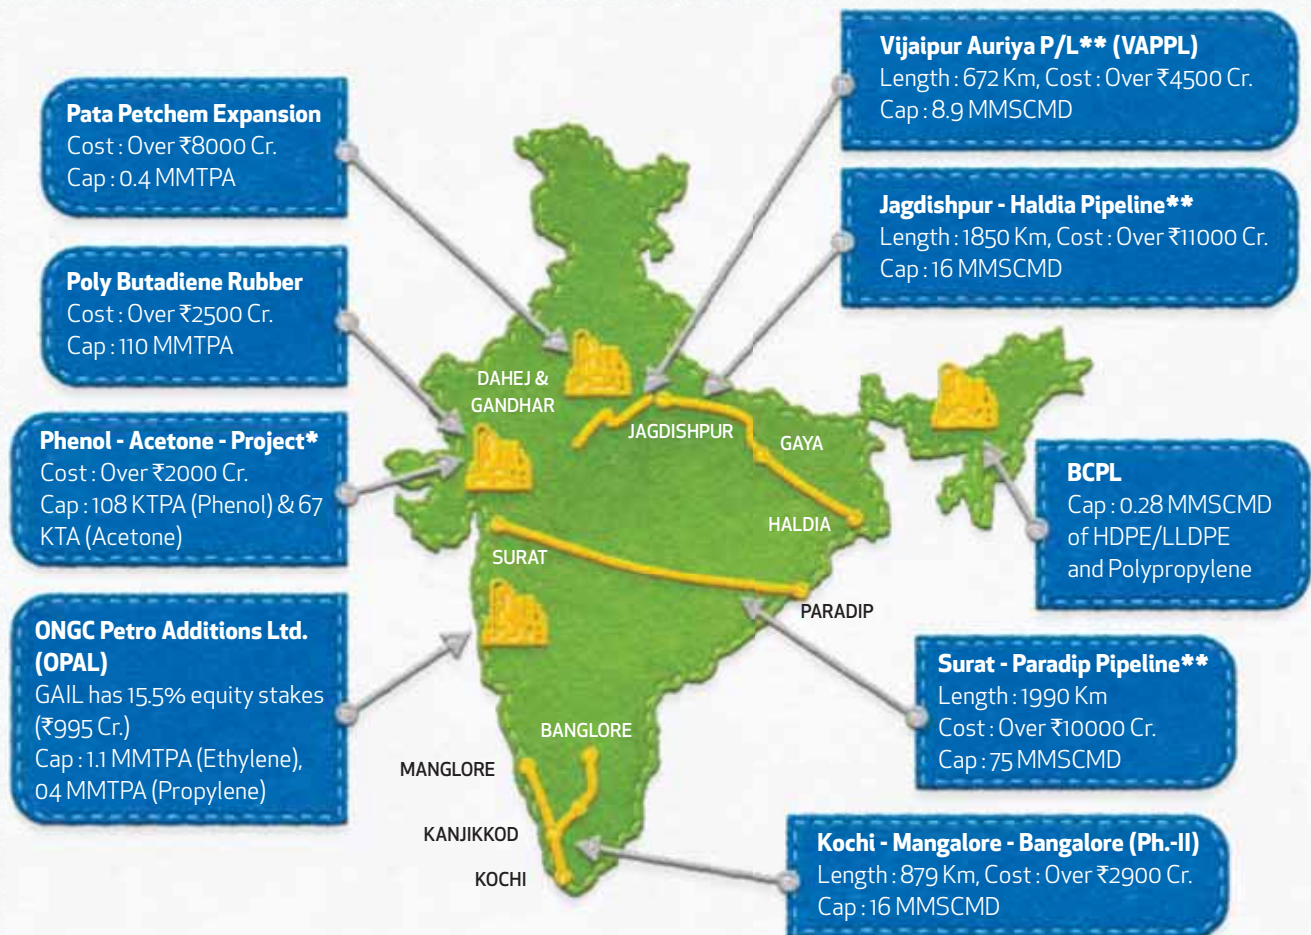 Vijaipur Auriya P/L** (VAPPL)
Length : 672 Km, Cost : Over ₹4500 Cr.
Cap : 8.9 MMSCMD
Pata Petchem Expansion
Cost : Over ₹8000 Cr.
Cap : 0.4 MMTPA
Jagdishpur - Haldia Pipeline**
Length : 1850 Km, Cost : Over ₹11000 Cr.
Cap : 16 MMSCMD
Poly Butadiene Rubber
Cost : Over ₹2500 Cr.
Cap : 110 MMTPA
DAHEJ &
GANDHAR
JAGDISHPUR
GAYA
HALDIA
Phenol - Acetone - Project*
Cost : Over ₹2000 Cr.
Cap : 108 KTPA (Phenol) & 67
KTA (Acetone)
BCPL
Cap : 0.28 MMSCMD
of HDPE/LLDPE
and Polypropylene
SURAT
PARADIP
ONGC Petro Additions Ltd.
(OPAL)
GAIL has 15.5% equity stakes
(₹995 Cr.)
Cap : 1.1 MMTPA (Ethylene),
04 MMTPA (Propylene)
Surat - Paradip Pipeline**
Length : 1990 Km
Cost : Over ₹10000 Cr.
Cap : 75 MMSCMD
BANGLORE
MANGLORE
KANJIKKOD
KOCHI
Kochi - Mangalore - Bangalore (Ph.-II)
Length : 879 Km, Cost : Over ₹2900 Cr.
Cap : 16 MMSCMD